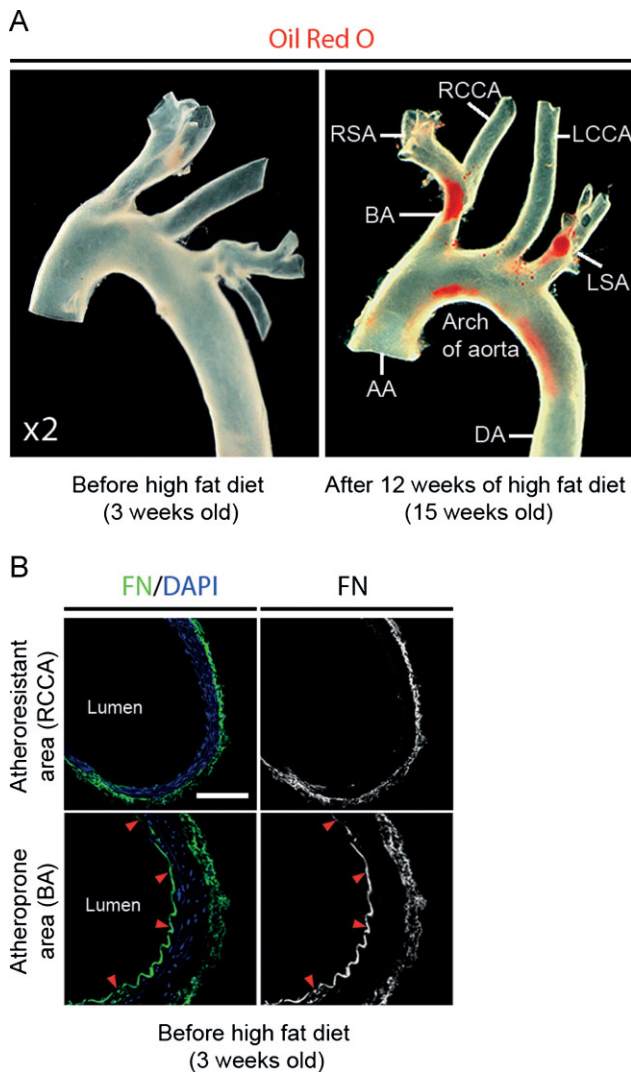 A
Oil Red O
RCCA
RSA
LCCA
BA
LSA
Arch
of aorta
AA
x2
DA
Before high fat diet
(3 weeks old)
After 12 weeks of high fat diet
(15 weeks old)
B
FN/DAPI
FN
Atheroresistant
area (RCCA)
Lumen
Atheroprone
area (BA)
Lumen
Before high fat diet
(3 weeks old)